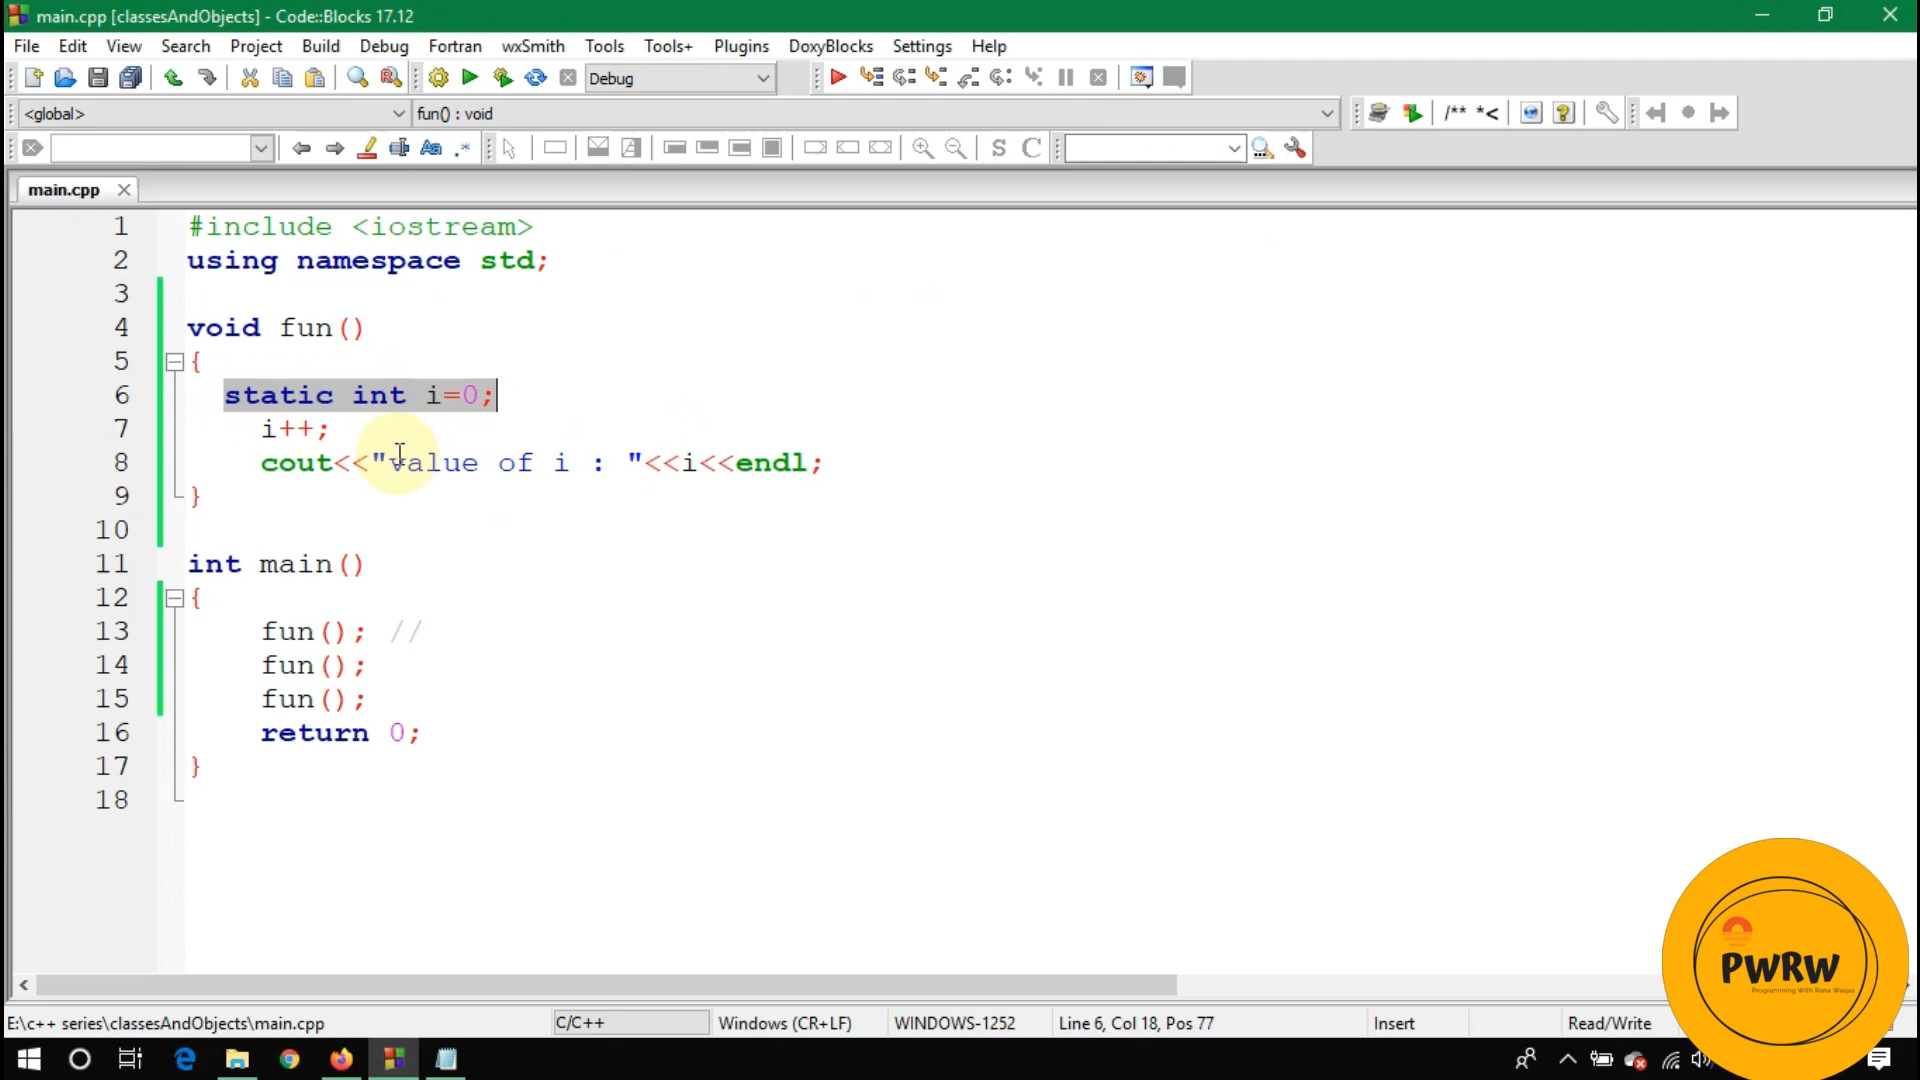 main.cpp [classesAndObjects] - Code::Blocks 17.12
File Edit View Search Project Build Debug Fortran wxSmith Tools Tools+ Plugins DoxyBlocks Settings Help
Debug
<global> fun() : void /** *<
Aa .* S C
main.cpp
1 #include <iostream>
2 using namespace std;
3
4 void fun()
5 {
6 static int i=0;
7 i++;
8 cout<<"value of i : "<<i<<endl;
9 }
10
11 int main()
12 {
13 fun(); //
14 fun();
15 fun();
16 return 0;
17 }
18
PWRW
Programming With Rana Waqas
E:\c++ series\classesAndObjects\main.cpp C/C++ Windows (CR+LF) WINDOWS-1252 Line 6, Col 18, Pos 77 Insert Read/Write